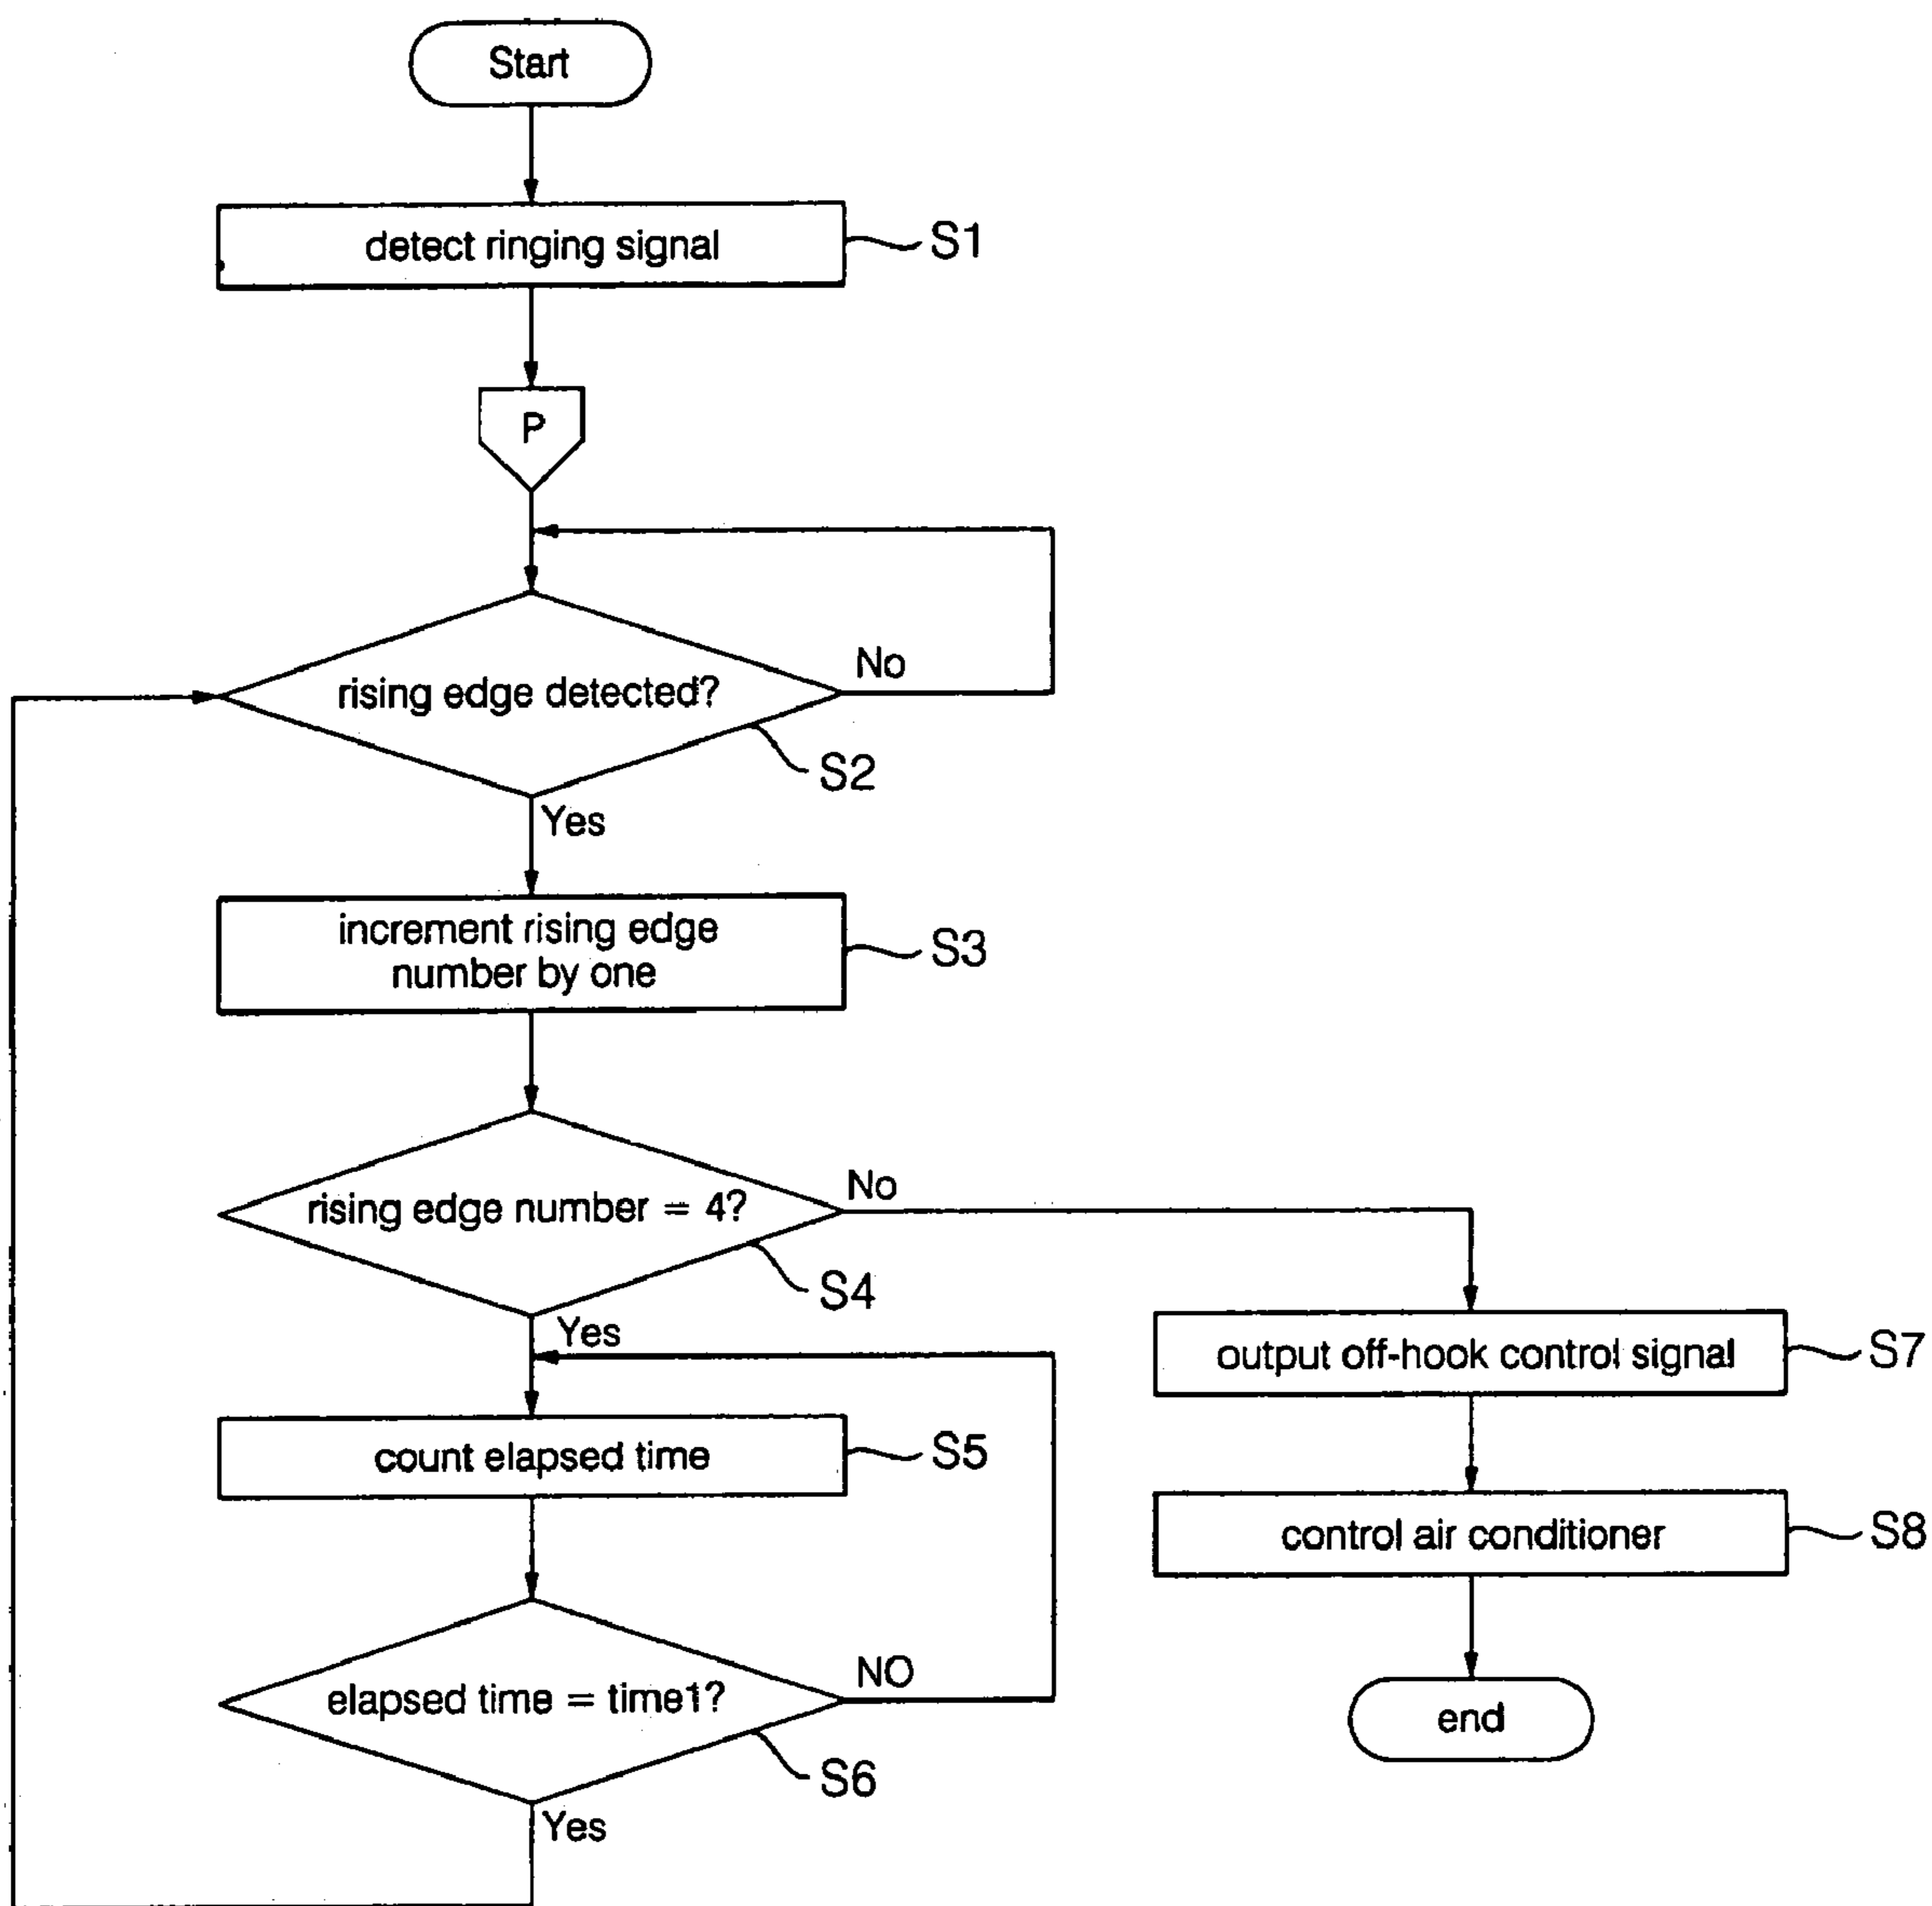 Start
detect ringing signal
S1
P
No
rising edge detected?
S2
Yes
increment rising edge
number by one
S3
No
rising edge number = 4?
S4
Yes
output off-hook control signal
S7
count elapsed time
S5
control air conditioner
S8
NO
elapsed time = time1?
S6
Yes
end